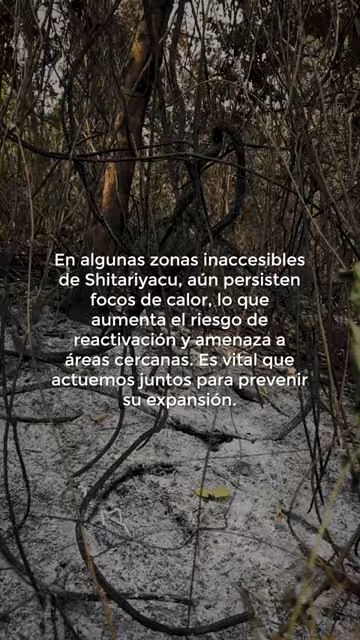 En algunas zonas inaccesibles
de Shitariyacu, aún persisten
focos de calor, lo que
aumenta el riesgo de
reactivación y amenaza a
áreas cercanas. Es vital que
actuemos juntos para prevenir
su expansión.